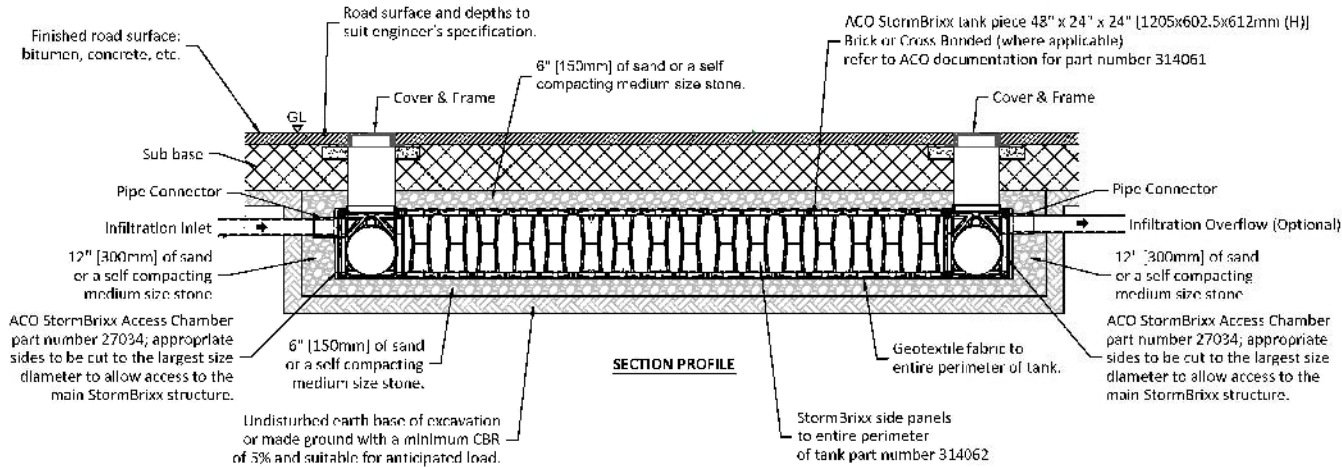 Finished road surface:
bitumen, concrete, etc.
Road surface and depths to
suit engineer's specification.
6" [150mm] of sand or a self
compacting medium size stone.
ACO StormBrixx tank piece 48" x 24" x 24" [1205x602.5x612mm (H)]
Brick or Cross Bonded (where applicable)
refer to ACO documentation for part number 314061
Cover & Frame
Cover & Frame
GL
Sub base
Pipe Connector
Infiltration Inlet
12" [300mm] of sand
or a self compacting
medium size stone
ACO StormBrixx Access Chamber
part number 27034; appropriate
sides to be cut to the largest size
diameter to allow access to the
main StormBrixx structure.
6" [150mm] of sand
or a self compacting
medium size stone.
Undisturbed earth base of excavation
or made ground with a minimum CBR
of 5% and suitable for anticipated load.
SECTION PROFILE
Geotextile fabric to
entire perimeter of tank.
StormBrixx side panels
to entire perimeter
of tank part number 314062
Pipe Connector
Infiltration Overflow (Optional)
12" [300mm] of sand
or a self compacting
medium size stone
ACO StormBrixx Access Chamber
part number 27034; appropriate
sides to be cut to the largest size
diameter to allow access to the
main StormBrixx structure.